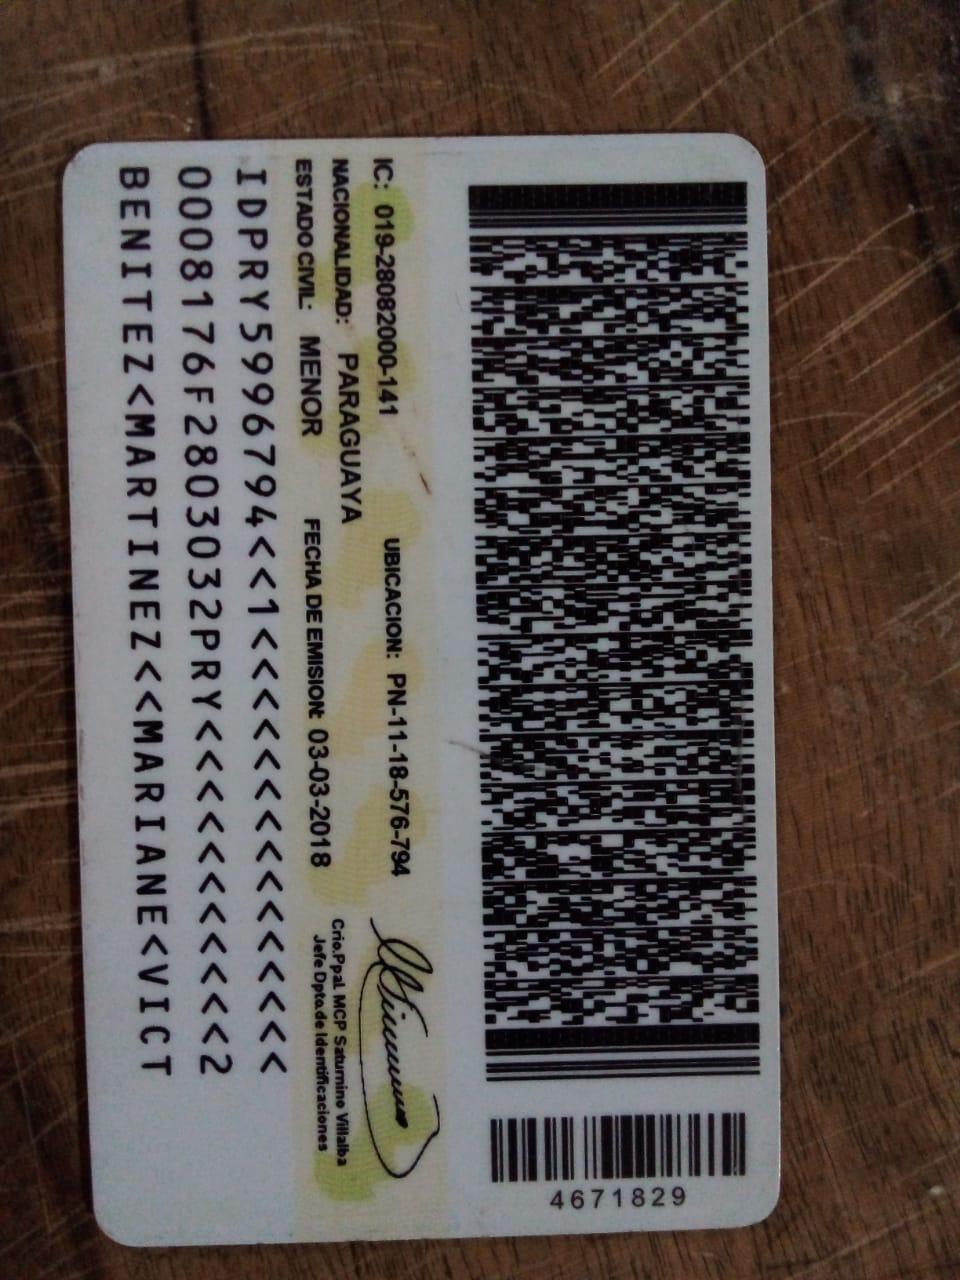 4671829
IC: 019-28082000-141 UBICACION: PN-11-18-576-794
NACIONALIDAD: PARAGUAYA
ESTADO CIVIL: MENOR FECHA DE EMISION: 03-03-2018
Crio.Ppal. MCP Saturnino Villalba
Jefe Dpto.de Identificaciones
IDPRY5996794<<1<<<<<<<<<<<<<<<
0008176F2803032PRY<<<<<<<<<<<2
BENITEZ<MARTINEZ<<MARIANE<VICT